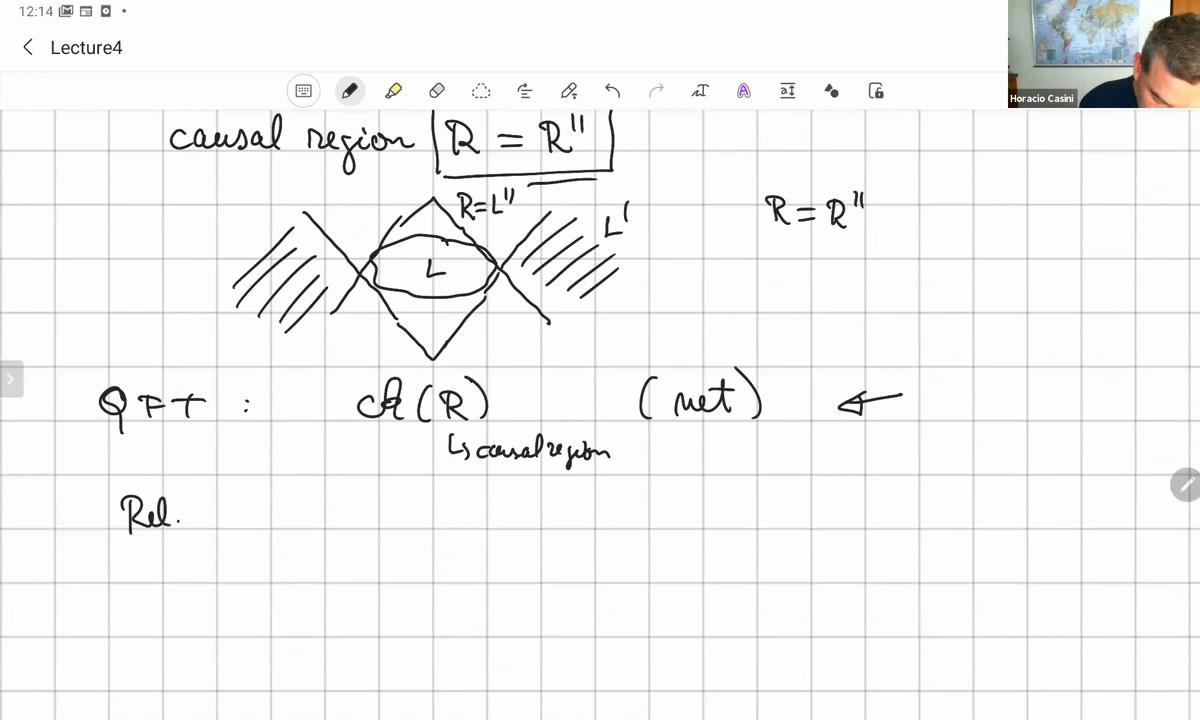 12:14
Lecture4
Horacio Casini
causal region R = R''
R=L''
L'
R = R''
L
QFT : A(R) (net) ←
↳ causal region
Rel.